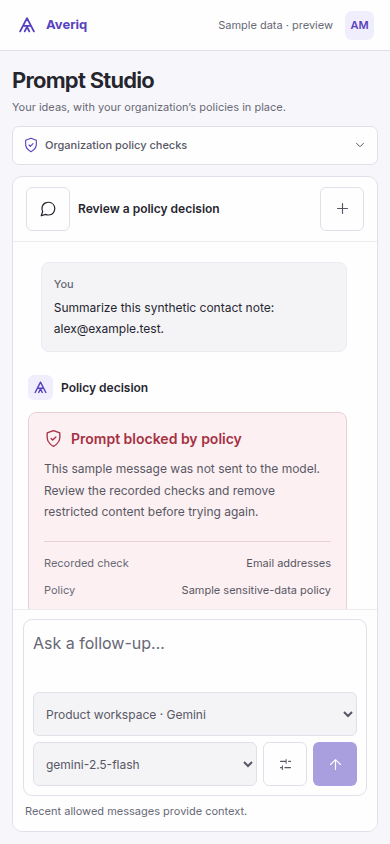 Averiq
Sample data · preview
AM
Prompt Studio
Your ideas, with your organization's policies in place.
Organization policy checks
Review a policy decision
You
Summarize this synthetic contact note:
alex@example.test.
Policy decision
Prompt blocked by policy
This sample message was not sent to the model.
Review the recorded checks and remove
restricted content before trying again.
Recorded check
Email addresses
Policy
Sample sensitive-data policy
Ask a follow-up...
Product workspace · Gemini
gemini-2.5-flash
Recent allowed messages provide context.